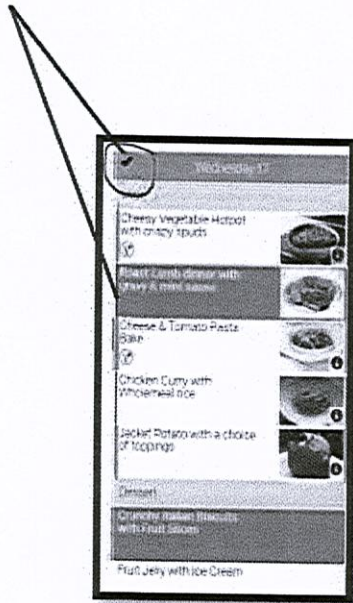 Wednesday 17
Cheesy Vegetable Hotpot
with crispy spuds
Roast Lamb dinner with
gravy & mint sauce
Cheese & Tomato Pasta
Bake
Chicken Curry with
Wholemeal rice
Jacket Potato with a choice
of toppings
Dessert
Crunchy Italian Biscuits
with Fruit
Fruit Jelly with Ice Cream